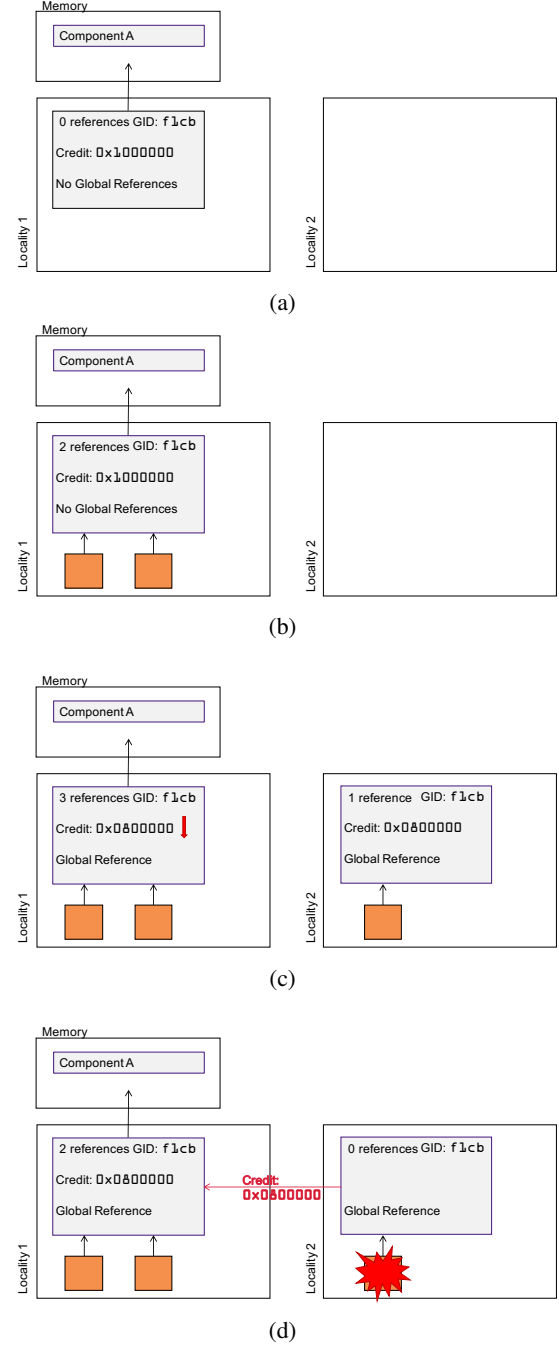 Memory
Component A
0 references GID: f1cb
Credit: 0x1000000
No Global References
Locality 1
Locality 2
(a)
Memory
Component A
2 references GID: f1cb
Credit: 0x1000000
No Global References
Locality 1
Locality 2
(b)
Memory
Component A
3 references GID: f1cb
Credit: 0x0800000
Global Reference
Locality 1
1 reference GID: f1cb
Credit: 0x0800000
Global Reference
Locality 2
(c)
Memory
Component A
2 references GID: f1cb
Credit: 0x0800000
Global Reference
Locality 1
Credit:
0x0800000
0 references GID: f1cb
Global Reference
Locality 2
(d)